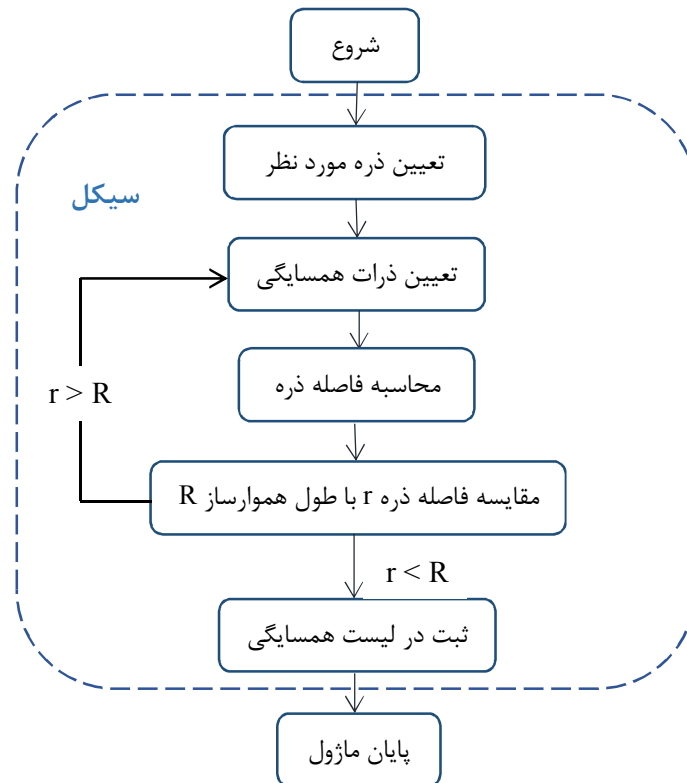 شروع
تعیین ذره مورد نظر
سیکل
تعیین ذرات همسایگی
محاسبه فاصله ذره
r > R
مقایسه فاصله ذره r با طول هموارساز R
r < R
ثبت در لیست همسایگی
پایان ماژول